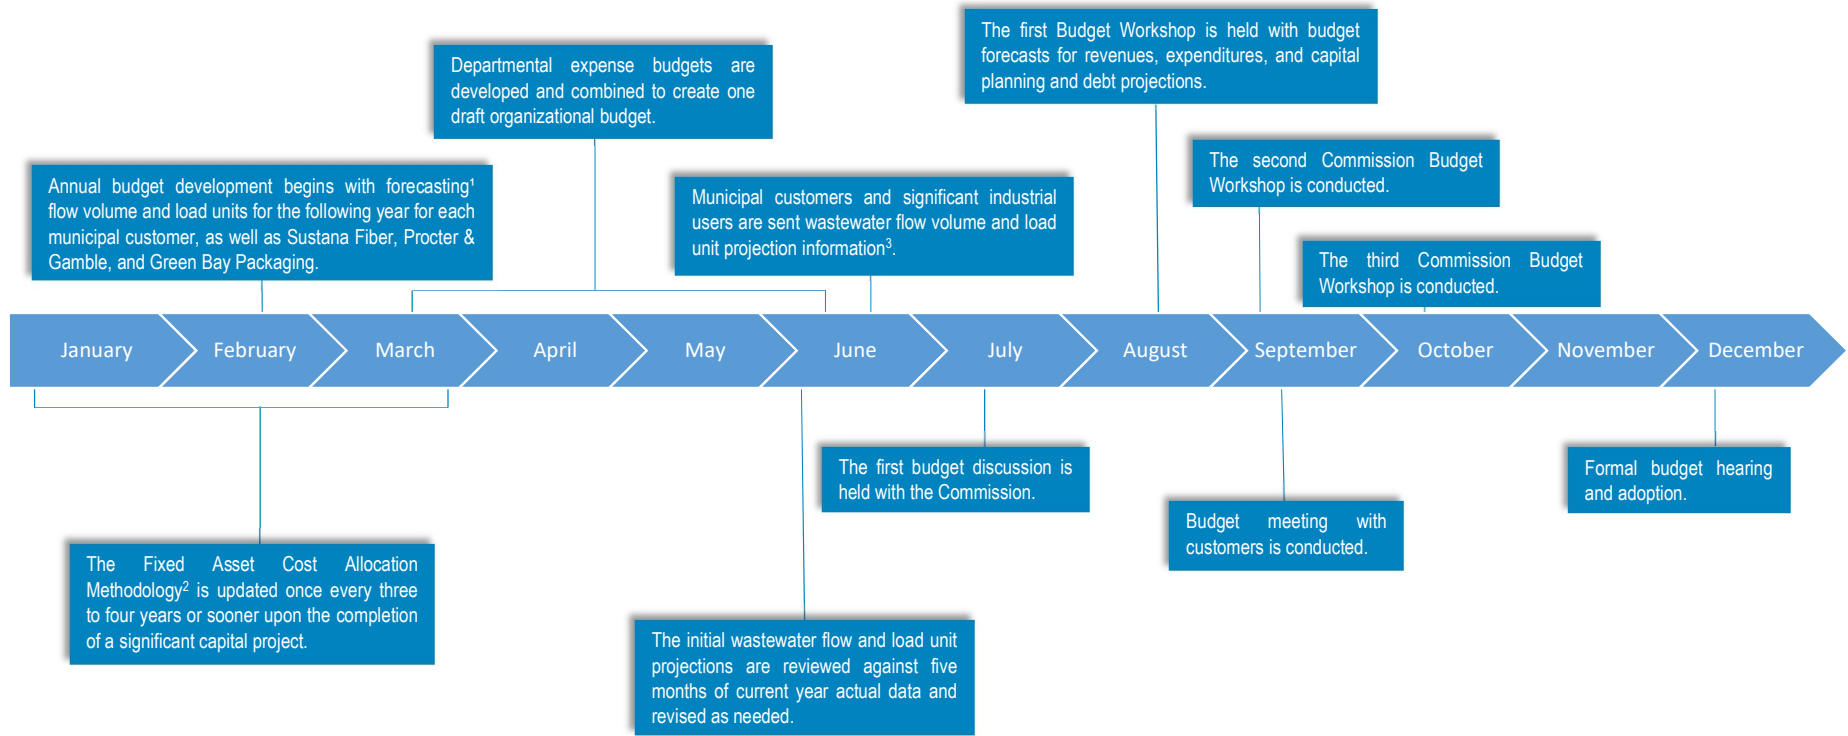 The first Budget Workshop is held with budget
forecasts for revenues, expenditures, and capital
planning and debt projections.
Departmental expense budgets are
developed and combined to create one
draft organizational budget.
The second Commission Budget
Workshop is conducted.
Annual budget development begins with forecasting¹
flow volume and load units for the following year for each
municipal customer, as well as Sustana Fiber, Procter &
Gamble, and Green Bay Packaging.
Municipal customers and significant industrial
users are sent wastewater flow volume and load
unit projection information³.
The third Commission Budget
Workshop is conducted.
January
February
March
April
May
June
July
August
September
October
November
December
The first budget discussion is
held with the Commission.
Formal budget hearing
and adoption.
Budget meeting with
customers is conducted.
The Fixed Asset Cost Allocation
Methodology² is updated once every three
to four years or sooner upon the completion
of a significant capital project.
The initial wastewater flow and load unit
projections are reviewed against five
months of current year actual data and
revised as needed.